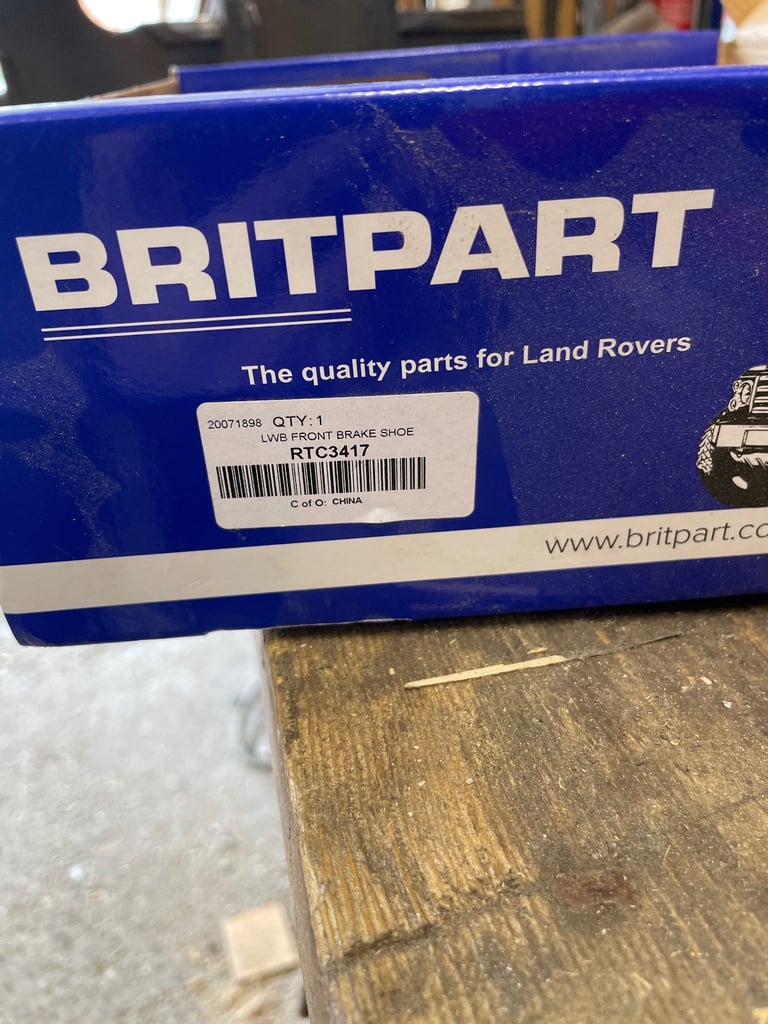 BRITPART
The quality parts for Land Rovers
20071898 QTY: 1
LWB FRONT BRAKE SHOE
RTC3417
C of O: CHINA
www.britpart.co